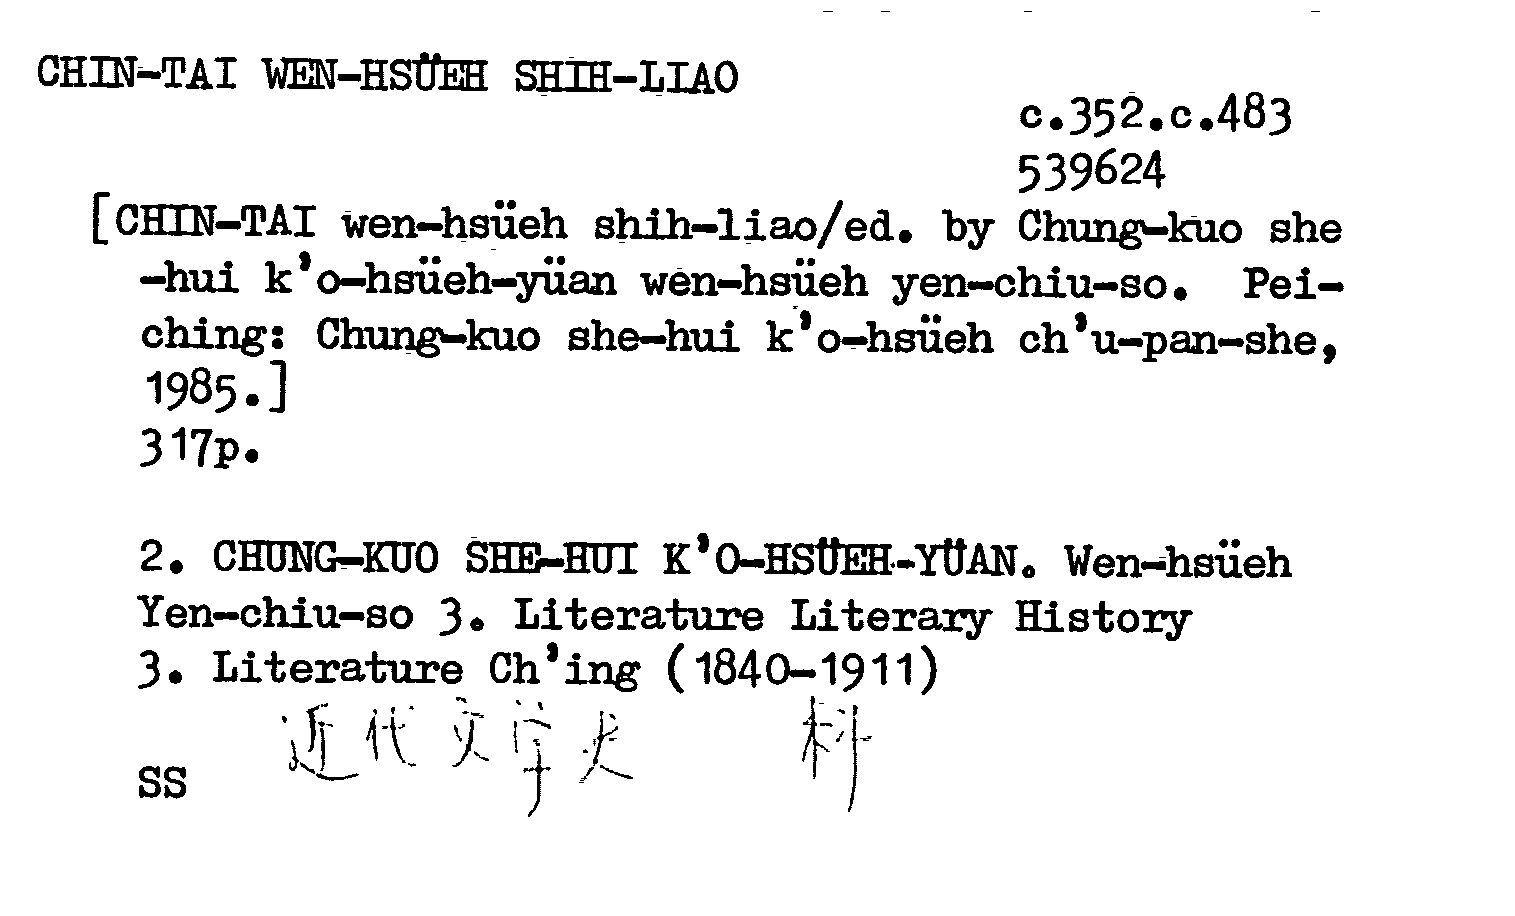 CHIN-TAI WEN-HSÜEH SHIH-LIAO
c.352.c.483
539624
[CHIN-TAI wen-hsüeh shih-liao/ed. by Chung-kuo she
-hui k'o-hsüeh-yüan wen-hsüeh yen-chiu-so. Pei-
ching: Chung-kuo she-hui k'o-hsüeh ch'u-pan-she,
1985.]
317p.
2. CHUNG-KUO SHE-HUI K'O-HSÜEH-YÜAN. Wen-hsüeh
Yen-chiu-so 3. Literature Literary History
3. Literature Ch'ing (1840-1911)
近代文学史 料
SS